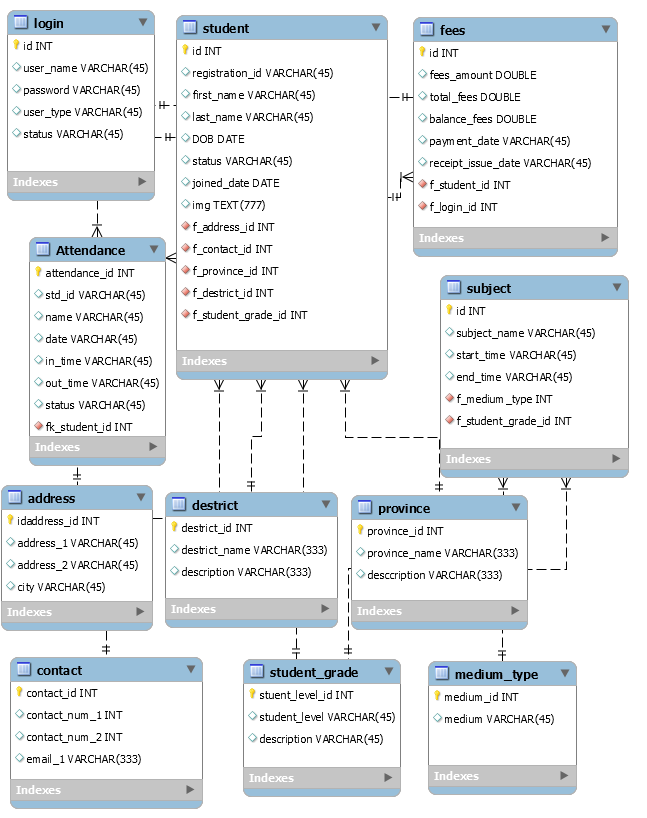 login
id INT
user_name VARCHAR(45)
password VARCHAR(45)
user_type VARCHAR(45)
status VARCHAR(45)
Indexes
student
id INT
registration_id VARCHAR(45)
first_name VARCHAR(45)
last_name VARCHAR(45)
DOB DATE
status VARCHAR(45)
joined_date DATE
img TEXT(777)
f_address_id INT
f_contact_id INT
f_province_id INT
f_destrict_id INT
f_student_grade_id INT
Indexes
fees
id INT
fees_amount DOUBLE
total_fees DOUBLE
balance_fees DOUBLE
payment_date VARCHAR(45)
receipt_issue_date VARCHAR(45)
f_student_id INT
f_login_id INT
Indexes
Attendance
attendance_id INT
std_id VARCHAR(45)
name VARCHAR(45)
date VARCHAR(45)
in_time VARCHAR(45)
out_time VARCHAR(45)
status VARCHAR(45)
fk_student_id INT
Indexes
subject
id INT
subject_name VARCHAR(45)
start_time VARCHAR(45)
end_time VARCHAR(45)
f_medium_type INT
f_student_grade_id INT
Indexes
address
idaddress_id INT
address_1 VARCHAR(45)
address_2 VARCHAR(45)
city VARCHAR(45)
Indexes
destrict
destrict_id INT
destrict_name VARCHAR(333)
description VARCHAR(333)
Indexes
province
province_id INT
province_name VARCHAR(333)
desccription VARCHAR(333)
Indexes
contact
contact_id INT
contact_num_1 INT
contact_num_2 INT
email_1 VARCHAR(333)
Indexes
student_grade
stuent_level_id INT
student_level VARCHAR(45)
description VARCHAR(45)
Indexes
medium_type
medium_id INT
medium VARCHAR(45)
Indexes